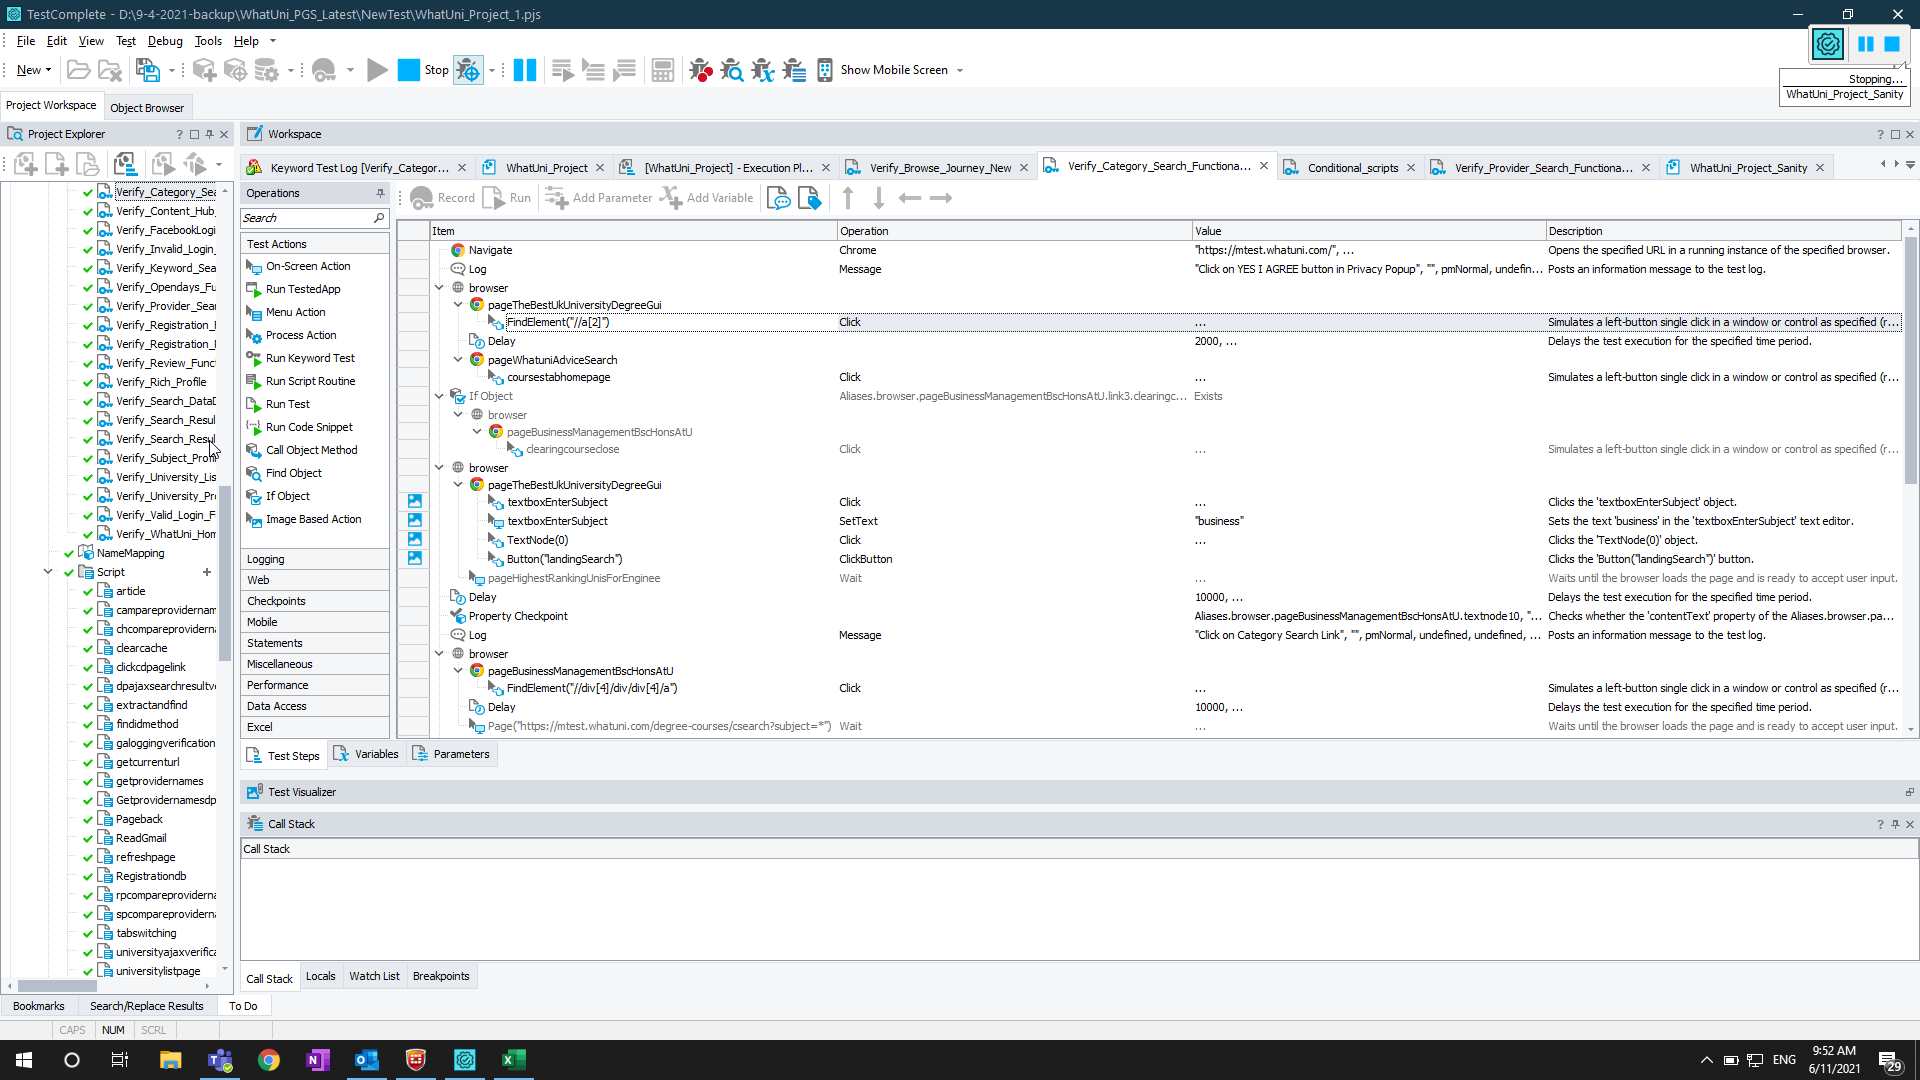 TestComplete - D:\9-4-2021-backup\WhatUni_PGS_Latest\NewTest\WhatUni_Project_1.pjs
File Edit View Test Debug Tools Help
New Stop Show Mobile Screen
Stopping...
WhatUni_Project_Sanity
Project Workspace Object Browser
Project Explorer
Workspace
Keyword Test Log [Verify_Categor... WhatUni_Project [WhatUni_Project] - Execution Pl... Verify_Browse_Journey_New Verify_Category_Search_Functiona... Conditional_scripts Verify_Provider_Search_Functiona... WhatUni_Project_Sanity
Verify_Category_Sea
Verify_Content_Hub_
Verify_FacebookLogi
Verify_Invalid_Login_
Verify_Keyword_Sea
Verify_Opendays_Fu
Verify_Provider_Sear
Verify_Registration_
Verify_Registration_
Verify_Review_Funct
Verify_Rich_Profile
Verify_Search_DataD
Verify_Search_Resul
Verify_Search_Resul
Verify_Subject_Profi
Verify_University_Lis
Verify_University_Pr
Verify_Valid_Login_F
Verify_WhatUni_Hom
NameMapping
Script
article
campareprovidernam
chcompareproviderna
clearcache
clickcdpagelink
dpajaxsearchresultv
extractandfind
findidmethod
galoggingverification
getcurrenturl
getprovidernames
Getprovidernamesdp
Pageback
ReadGmail
refreshpage
Registrationdb
rpcompareproviderna
spcompareproviderna
tabswitching
universityajaxverifica
universitylistpage
Operations
Search
Test Actions
On-Screen Action
Run TestedApp
Menu Action
Process Action
Run Keyword Test
Run Script Routine
Run Test
Run Code Snippet
Call Object Method
Find Object
If Object
Image Based Action
Logging
Web
Checkpoints
Mobile
Statements
Miscellaneous
Performance
Data Access
Excel
Record Run Add Parameter Add Variable
Item Operation Value Description
Navigate Chrome "https://mtest.whatuni.com/", ... Opens the specified URL in a running instance of the specified browser.
Log Message "Click on YES I AGREE button in Privacy Popup", "", pmNormal, undefin... Posts an information message to the test log.
browser
pageTheBestUkUniversityDegreeGui
FindElement("//a[2]") Click ... Simulates a left-button single click in a window or control as specified (r...
Delay 2000, ... Delays the test execution for the specified time period.
pageWhatuniAdviceSearch
coursestabhomepage Click ... Simulates a left-button single click in a window or control as specified (r...
If Object Aliases.browser.pageBusinessManagementBscHonsAtU.link3.clearingc... Exists
browser
pageBusinessManagementBscHonsAtU
clearingcourseclose Click ... Simulates a left-button single click in a window or control as specified (r...
browser
pageTheBestUkUniversityDegreeGui
textboxEnterSubject Click ... Clicks the 'textboxEnterSubject' object.
textboxEnterSubject SetText "business" Sets the text 'business' in the 'textboxEnterSubject' text editor.
TextNode(0) Click ... Clicks the 'TextNode(0)' object.
Button("landingSearch") ClickButton Clicks the 'Button("landingSearch")' button.
pageHighestRankingUnisForEnginee Wait ... Waits until the browser loads the page and is ready to accept user input.
Delay 10000, ... Delays the test execution for the specified time period.
Property Checkpoint Aliases.browser.pageBusinessManagementBscHonsAtU.textnode10, "... Checks whether the 'contentText' property of the Aliases.browser.pa...
Log Message "Click on Category Search Link", "", pmNormal, undefined, undefined, ... Posts an information message to the test log.
browser
pageBusinessManagementBscHonsAtU
FindElement("//div[4]/div/div[4]/a") Click ... Simulates a left-button single click in a window or control as specified (r...
Delay 10000, ... Delays the test execution for the specified time period.
Page("https://mtest.whatuni.com/degree-courses/csearch?subject=*") Wait ... Waits until the browser loads the page and is ready to accept user input.
Test Steps Variables Parameters
Test Visualizer
Call Stack
Call Stack
Call Stack Locals Watch List Breakpoints
Bookmarks Search/Replace Results To Do
CAPS NUM SCRL
ENG
9:52 AM
6/11/2021
29